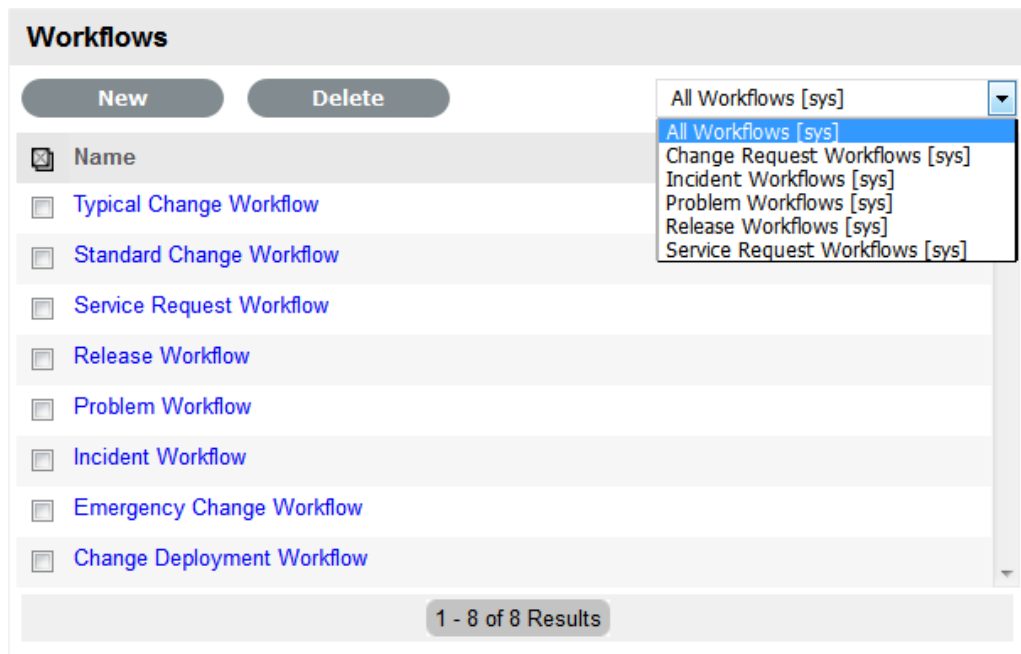 Workflows
New
Delete
All Workflows [sys]
All Workflows [sys]
Change Request Workflows [sys]
Incident Workflows [sys]
Problem Workflows [sys]
Release Workflows [sys]
Service Request Workflows [sys]
Name
Typical Change Workflow
Standard Change Workflow
Service Request Workflow
Release Workflow
Problem Workflow
Incident Workflow
Emergency Change Workflow
Change Deployment Workflow
1 - 8 of 8 Results